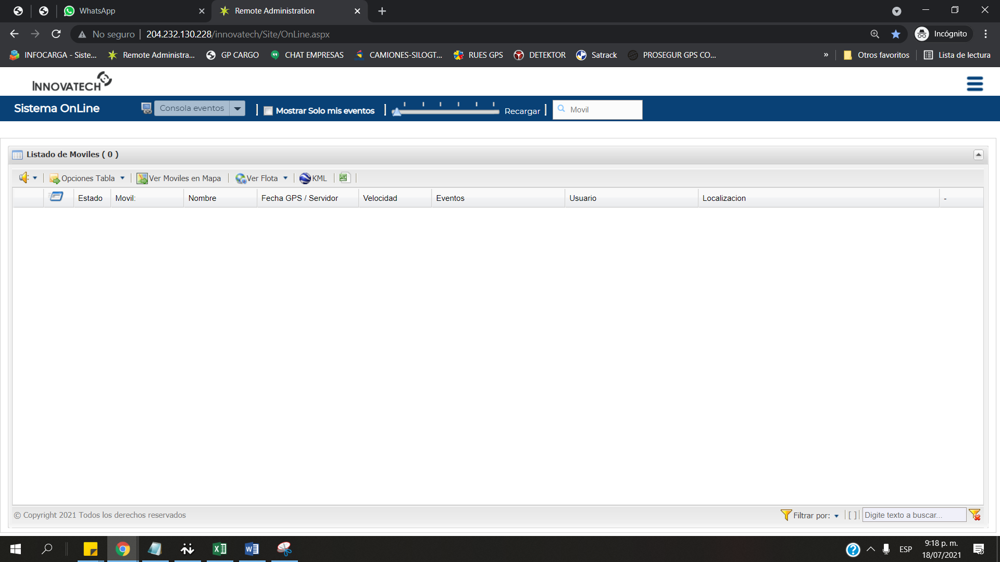 WhatsApp
Remote Administration
No seguro
204.232.130.228/innovatech/Site/OnLine.aspx
Incógnito
INFOCARGA - Siste...
Remote Administra...
GP CARGO
CHAT EMPRESAS
CAMIONES-SILOGT...
RUES GPS
DETEKTOR
Satrack
PROSEGUR GPS CO...
»
Otros favoritos
Lista de lectura
INNOVATECH
Sistema OnLine
Consola eventos
Mostrar Solo mis eventos
Recargar
Movil
Listado de Moviles ( 0 )
Opciones Tabla
Ver Moviles en Mapa
Ver Flota
KML
Estado
Movil:
Nombre
Fecha GPS / Servidor
Velocidad
Eventos
Usuario
Localizacion
-
© Copyright 2021 Todos los derechos reservados
Filtrar por:
[ ]
Digite texto a buscar...
ESP
9:18 p. m.
18/07/2021